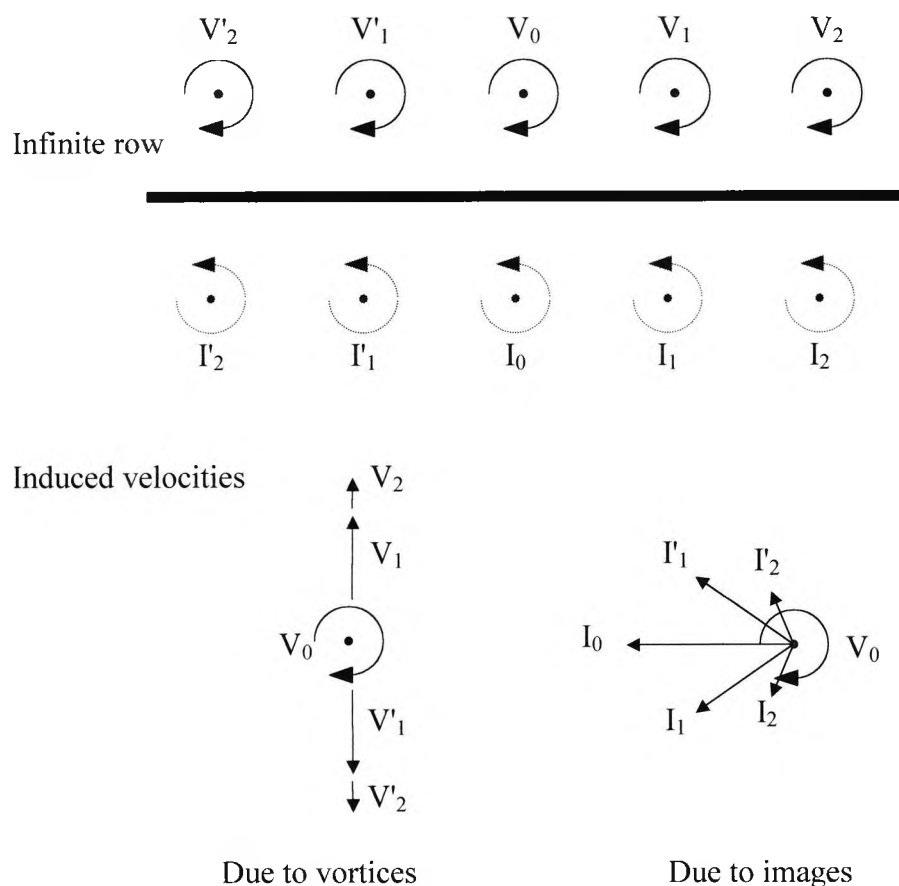 V'₂ V'₁ V₀ V₁ V₂
Infinite row
I'₂ I'₁ I₀ I₁ I₂
Induced velocities
V₂
V₁
V₀
V'₁
V'₂
I'₁ I'₂
I₀ V₀
I₁ I₂
Due to vortices Due to images